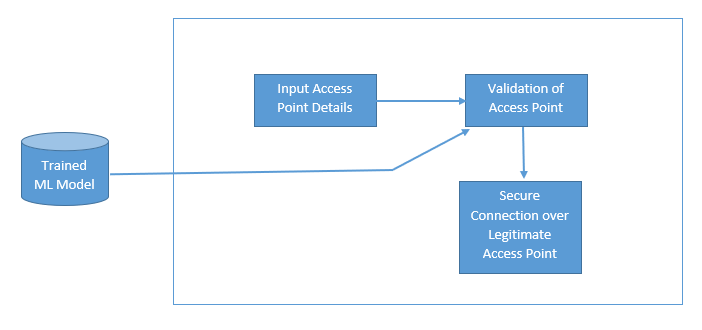 Input Access
Point Details
Validation of
Access Point
Trained
ML Model
Secure
Connection over
Legitimate
Access Point